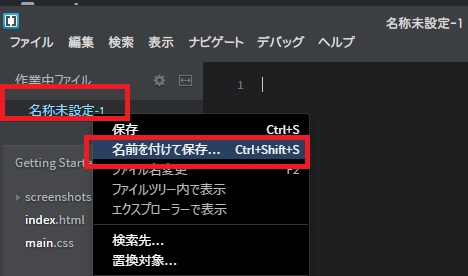 名称未設定-1
ファイル 編集 検索 表示 ナビゲート デバッグ ヘルプ
作業中ファイル
1
名称未設定-1
保存 Ctrl+S
名前を付けて保存... Ctrl+Shift+S
ファイル名変更 F2
ファイルツリー内で表示
エクスプローラーで表示
検索先...
置換対象...
Getting Starte
screenshots
index.html
main.css